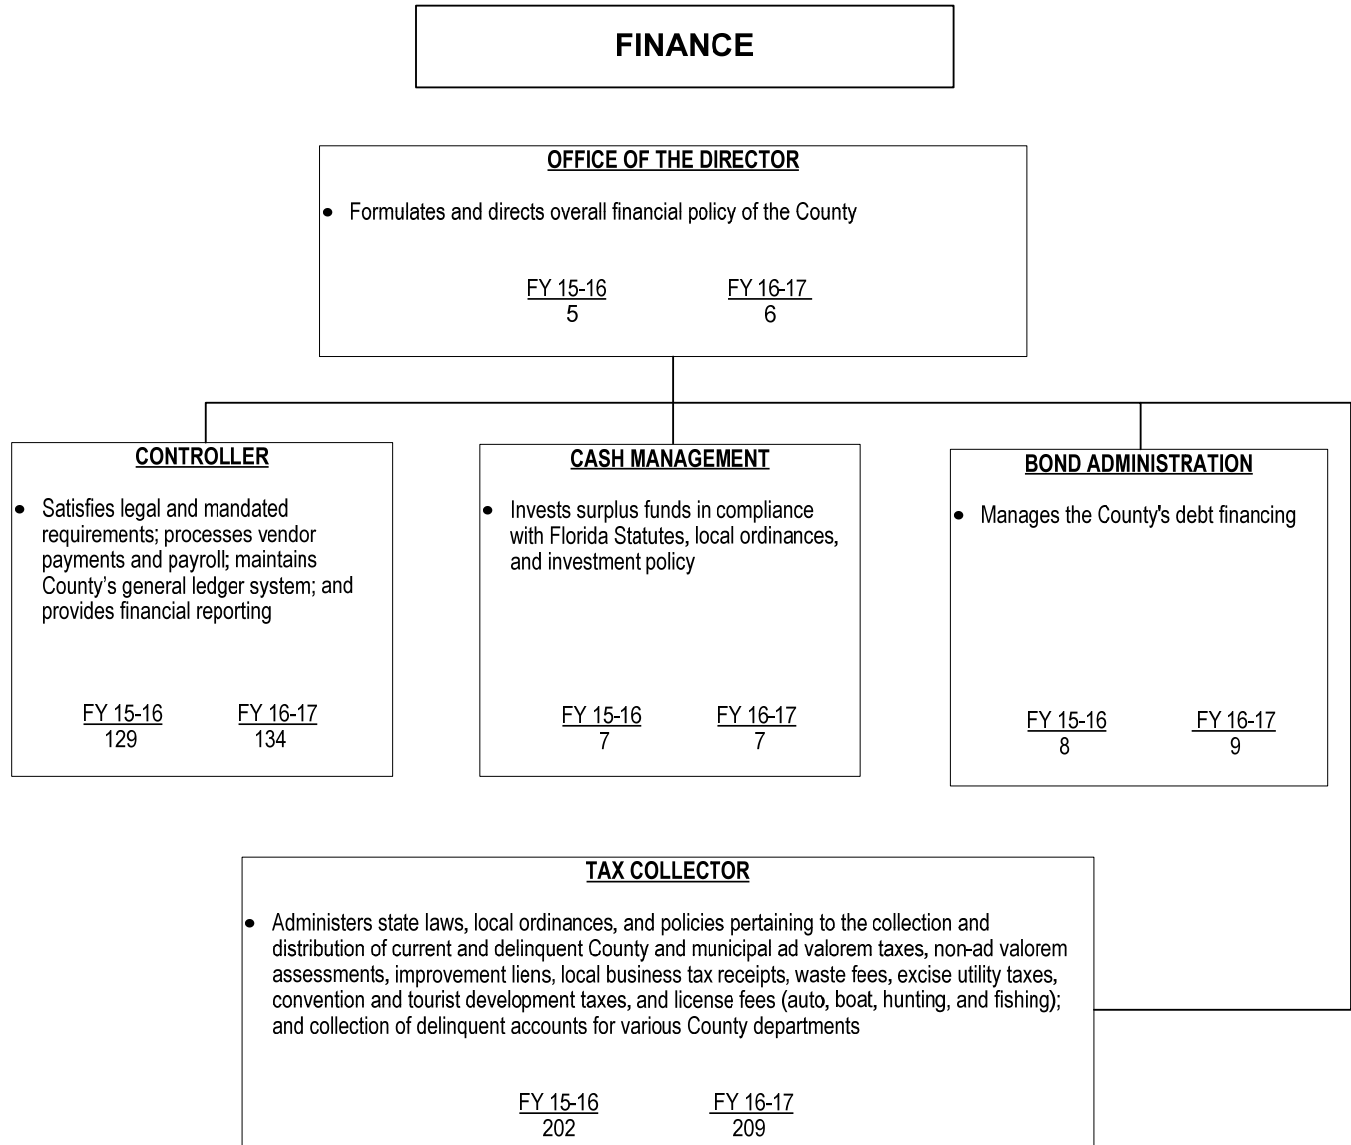 FINANCE
OFFICE OF THE DIRECTOR
• Formulates and directs overall financial policy of the County
FY 15-16 FY 16-17
5 6
CONTROLLER
• Satisfies legal and mandated
requirements; processes vendor
payments and payroll; maintains
County's general ledger system; and
provides financial reporting
FY 15-16 FY 16-17
129 134
CASH MANAGEMENT
• Invests surplus funds in compliance
with Florida Statutes, local ordinances,
and investment policy
FY 15-16 FY 16-17
7 7
BOND ADMINISTRATION
• Manages the County's debt financing
FY 15-16 FY 16-17
8 9
TAX COLLECTOR
• Administers state laws, local ordinances, and policies pertaining to the collection and
distribution of current and delinquent County and municipal ad valorem taxes, non-ad valorem
assessments, improvement liens, local business tax receipts, waste fees, excise utility taxes,
convention and tourist development taxes, and license fees (auto, boat, hunting, and fishing);
and collection of delinquent accounts for various County departments
FY 15-16 FY 16-17
202 209